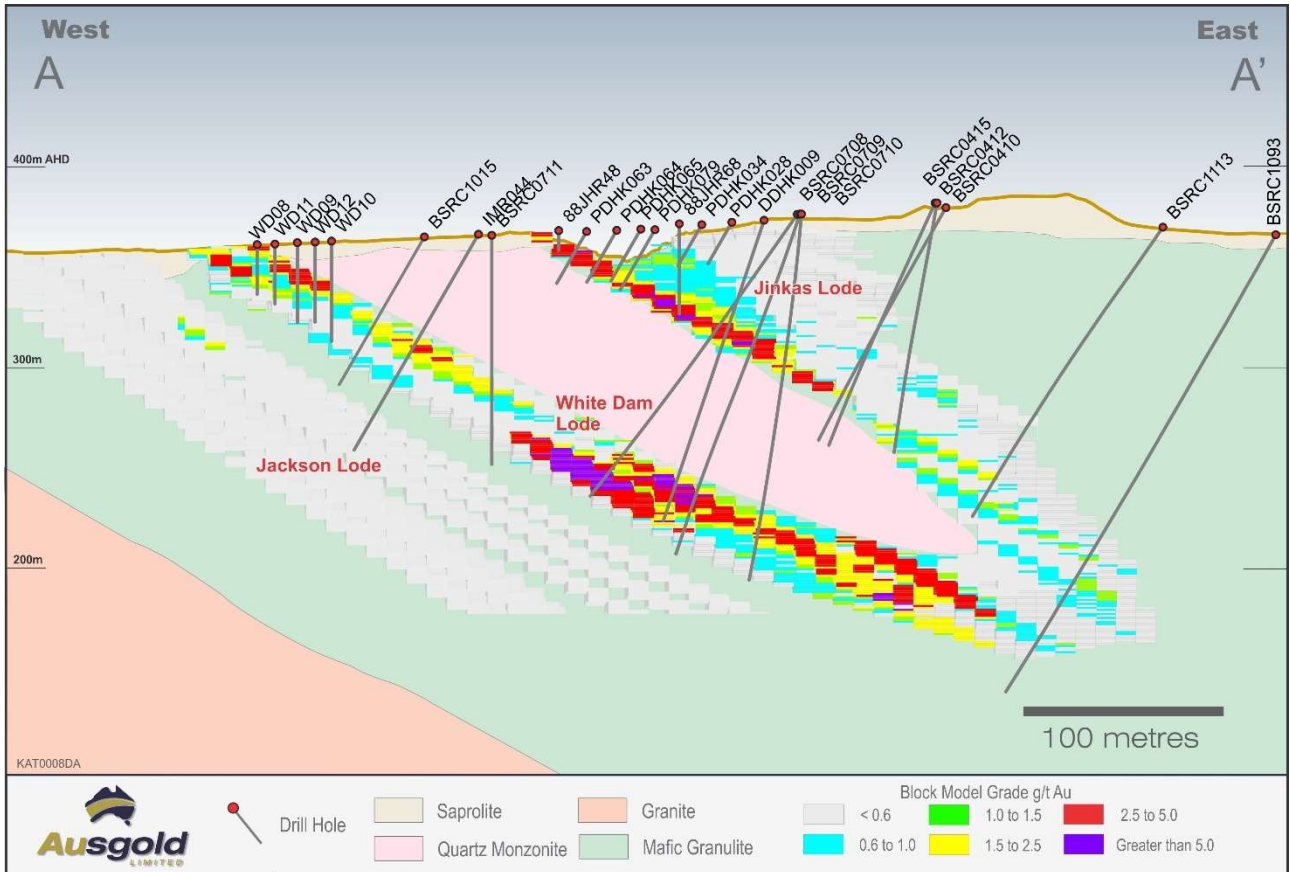 West
East
A
A'
400m AHD
WD08
WD11
WD09
WD12
WD10
BSRC1015
IMR044
BSRC0711
88JHR48
PDHK063
PDHK064
PDHK065
PDHK079
88JHR68
PDHK034
PDHK028
DDHK009
BSRC0708
BSRC0709
BSRC0710
BSRC0415
BSRC0412
BSRC0410
BSRC1113
BSRC1093
Jinkas Lode
300m
White Dam
Lode
Jackson Lode
200m
100 metres
KAT0008DA
Ausgold
LIMITED
Drill Hole
Saprolite
Granite
Quartz Monzonite
Mafic Granulite
Block Model Grade g/t Au
< 0.6
1.0 to 1.5
2.5 to 5.0
0.6 to 1.0
1.5 to 2.5
Greater than 5.0